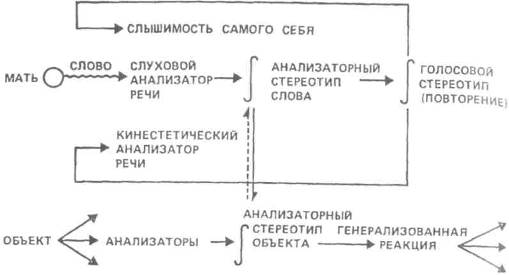 СЛЫШИМОСТЬ САМОГО СЕБЯ
МАТЬ
СЛОВО
СЛУХОВОЙ
АНАЛИЗАТОР
РЕЧИ
АНАЛИЗАТОРНЫЙ
СТЕРЕОТИП
СЛОВА
ГОЛОСОВОЙ
СТЕРЕОТИП
(ПОВТОРЕНИЕ)
КИНЕСТЕТИЧЕСКИЙ
АНАЛИЗАТОР
РЕЧИ
ОБЪЕКТ
АНАЛИЗАТОРЫ
АНАЛИЗАТОРНЫЙ
СТЕРЕОТИП
ОБЪЕКТА
ГЕНЕРАЛИЗОВАННАЯ
РЕАКЦИЯ